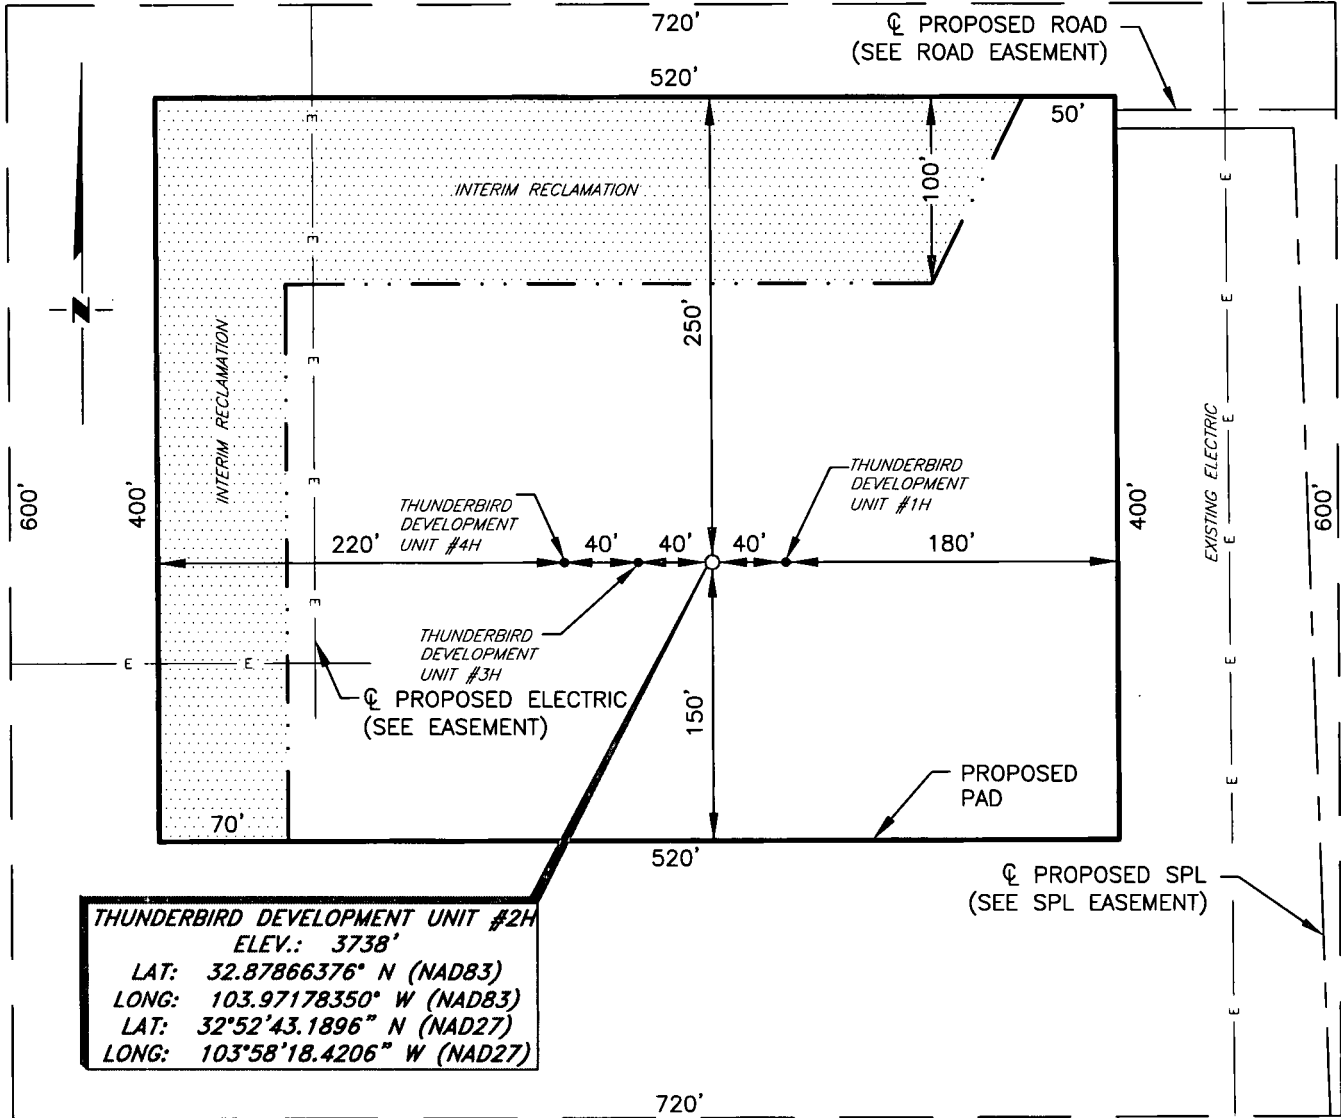 720'
℄ PROPOSED ROAD
(SEE ROAD EASEMENT)
520'
50'
E
E
100'
INTERIM RECLAMATION
E
N
E
250'
INTERIM RECLAMATION
E
E
EXISTING ELECTRIC
E
THUNDERBIRD
DEVELOPMENT
UNIT #1H
600'
400'
E
THUNDERBIRD
DEVELOPMENT
UNIT #4H
400'
600'
220'
40'
40'
40'
180'
E
E
THUNDERBIRD
DEVELOPMENT
UNIT #3H
E
E
E
℄ PROPOSED ELECTRIC
(SEE EASEMENT)
150'
PROPOSED
PAD
E
70'
520'
℄ PROPOSED SPL
(SEE SPL EASEMENT)
E
THUNDERBIRD DEVELOPMENT UNIT #2H
ELEV.: 3738'
LAT: 32.87866376° N (NAD83)
LONG: 103.97178350° W (NAD83)
LAT: 32°52'43.1896" N (NAD27)
LONG: 103°58'18.4206" W (NAD27)
E
720'